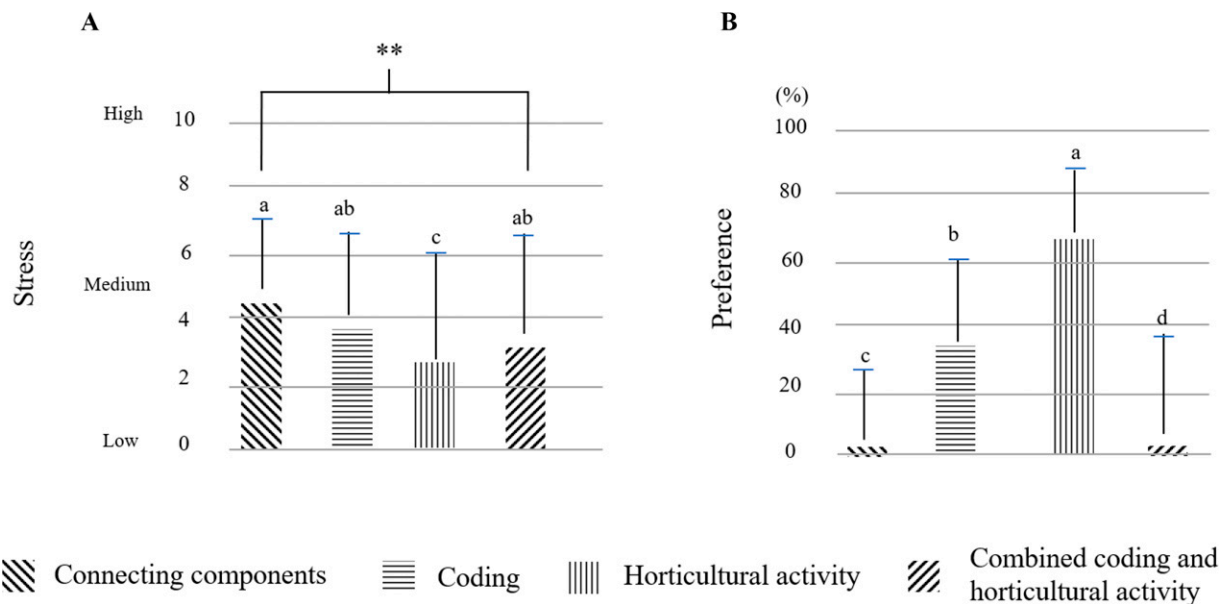 A
B
**
(%)
High
10
100
8
a
ab
c
ab
80
a
b
6
60
Medium
Stress
Preference
4
40
c
d
2
20
Low
0
0
Connecting components
Coding
Horticultural activity
Combined coding and
horticultural activity